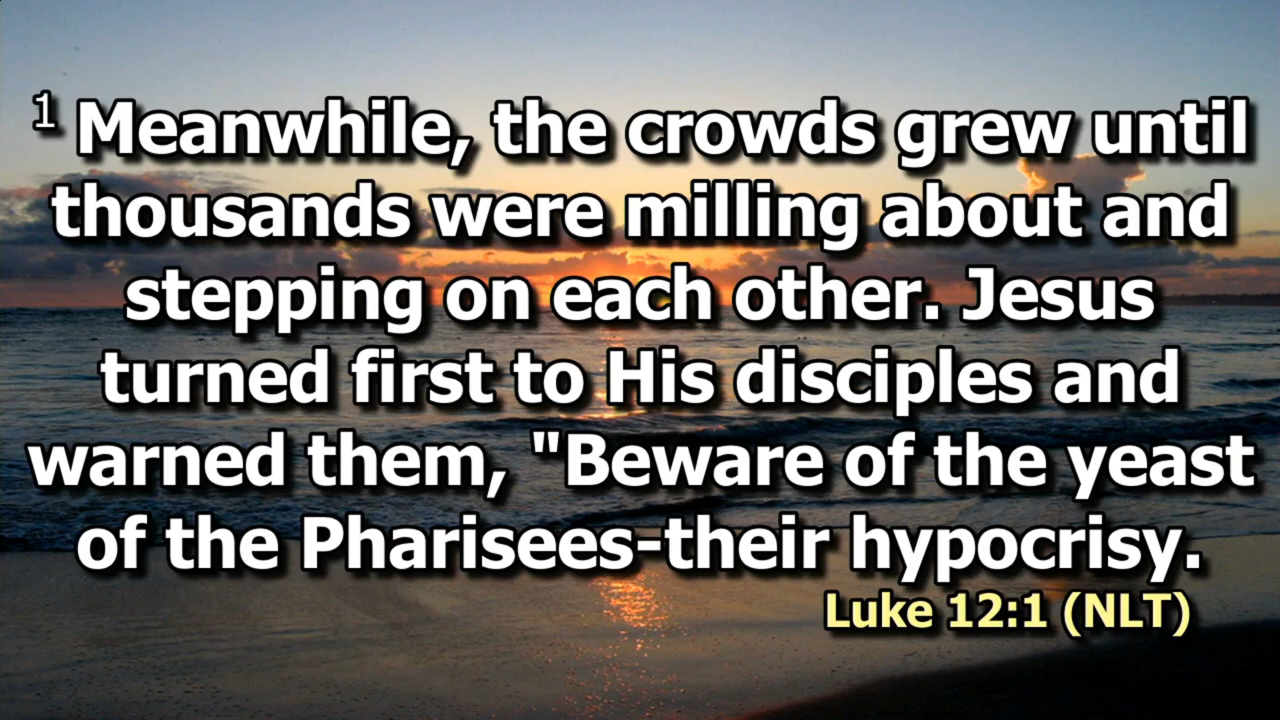 1 Meanwhile, the crowds grew until
thousands were milling about and
stepping on each other. Jesus
turned first to His disciples and
warned them, "Beware of the yeast
of the Pharisees-their hypocrisy.
Luke 12:1 (NLT)